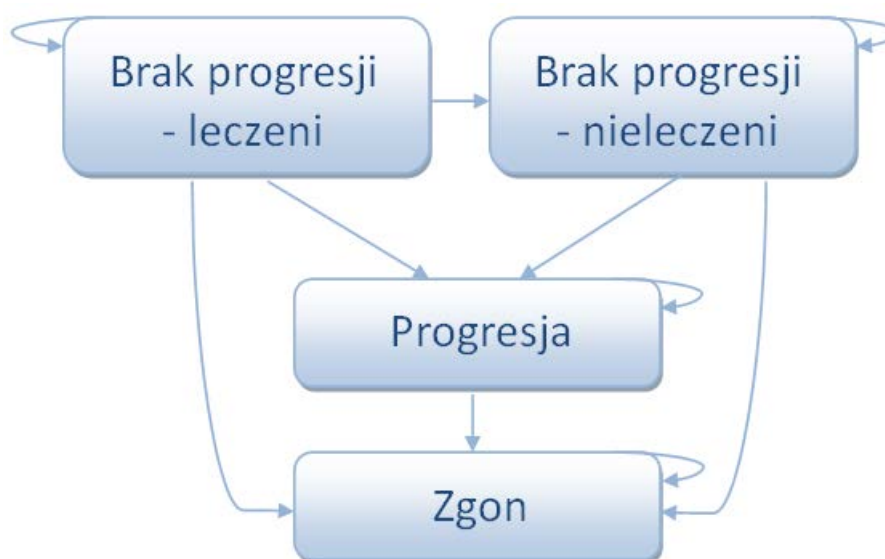 Brak progresji
- leczeni
Brak progresji
- nieleczeni
Progresja
Zgon